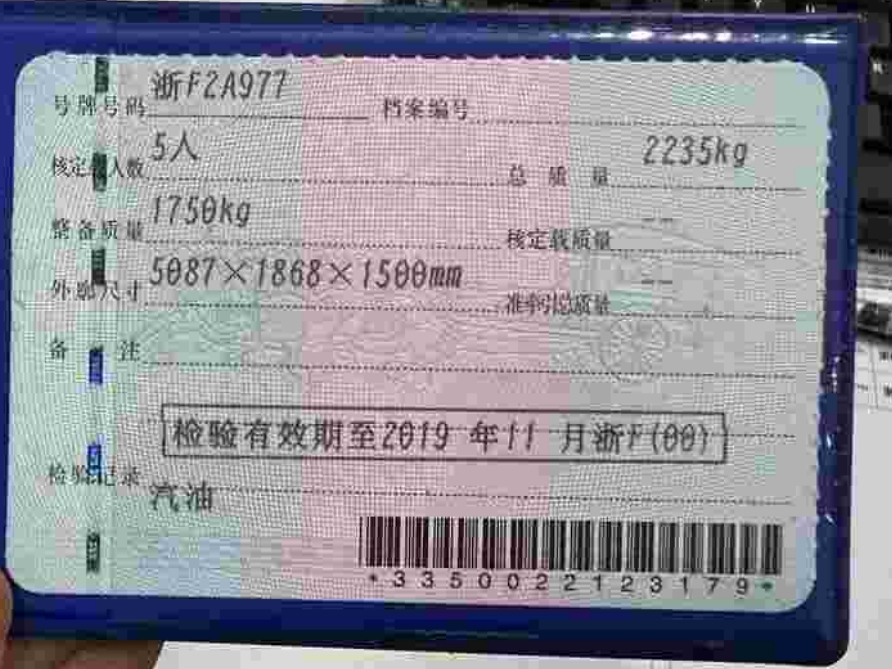 号牌号码 浙F2A977 档案编号
核定载人数 5人 总质量 2235kg
整备质量 1750kg 核定载质量 --
外廓尺寸 5087×1868×1500mm 准牵引总质量 --
备注
检验有效期至2019年11月浙F(00)
检验记录
汽油
*3350022123179*